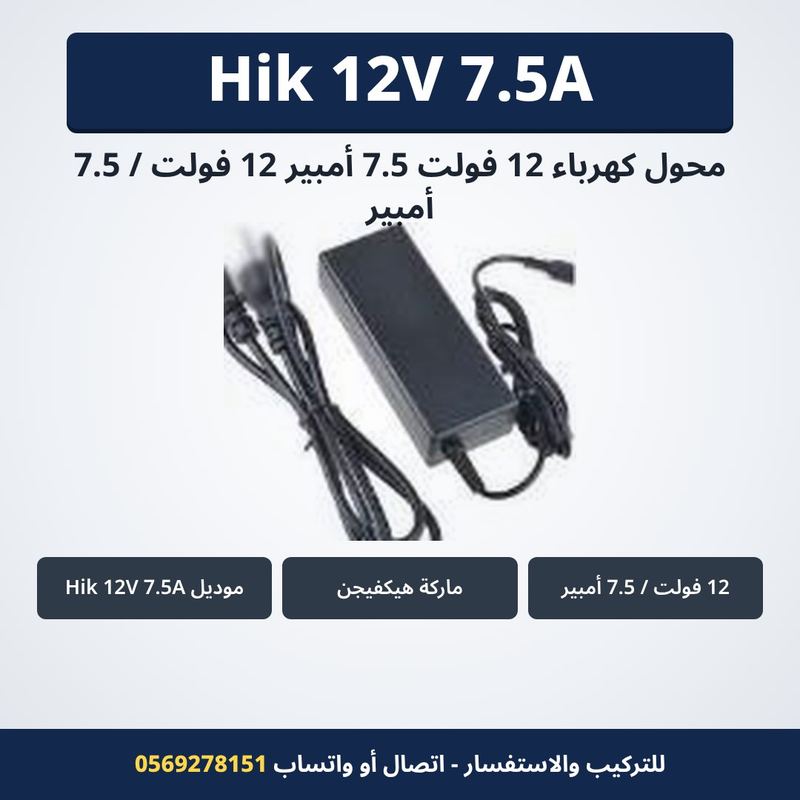 Hik 12V 7.5A
محول كهرباء 12 فولت 7.5 أمبير 12 فولت / 7.5
أمبير
12 فولت / 7.5 أمبير
ماركة هيكفيجن
موديل Hik 12V 7.5A
للتركيب والاستفسار - اتصال أو واتساب 0569278151